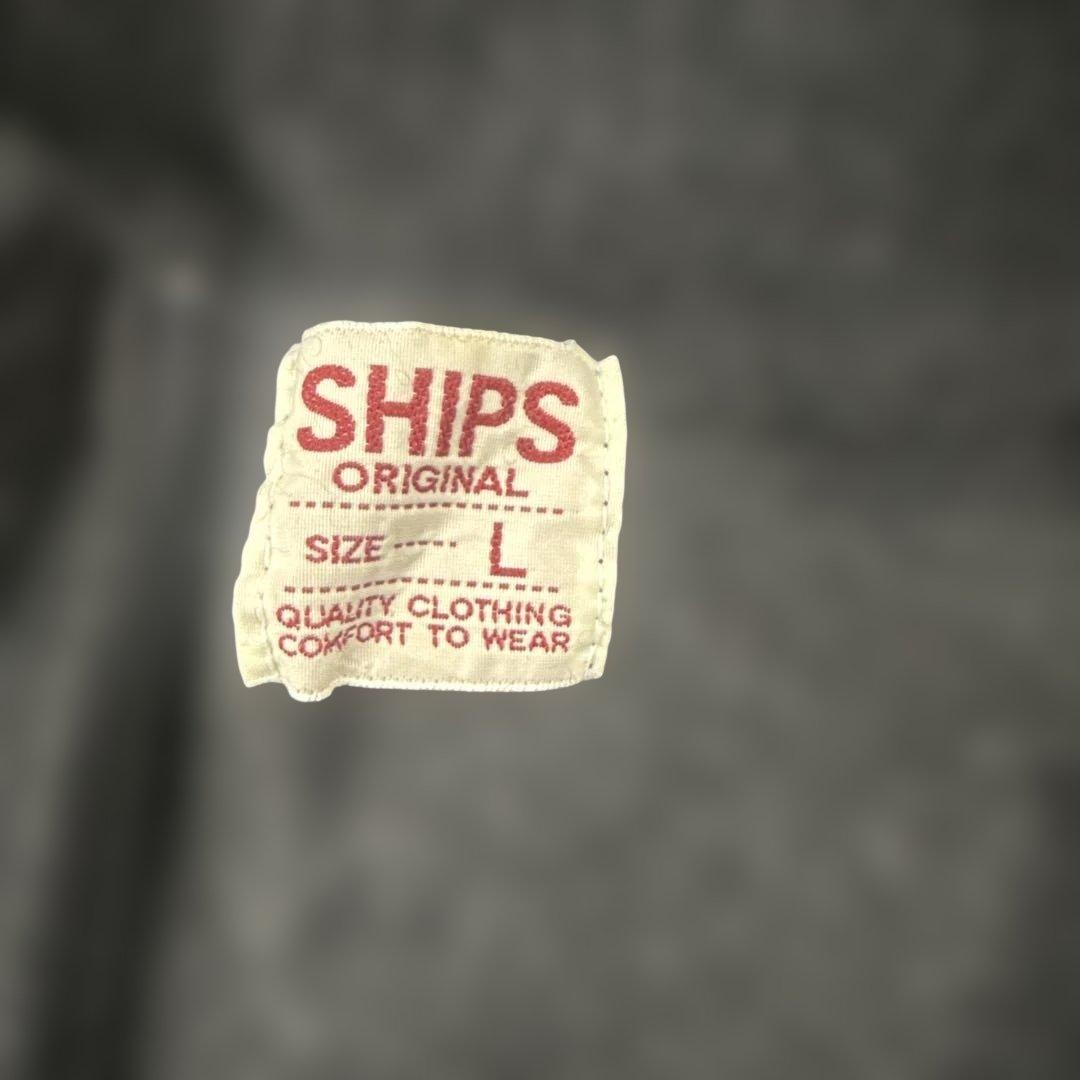 SHIPS
ORIGINAL
SIZE ----- L
QUALITY CLOTHING
COMFORT TO WEAR